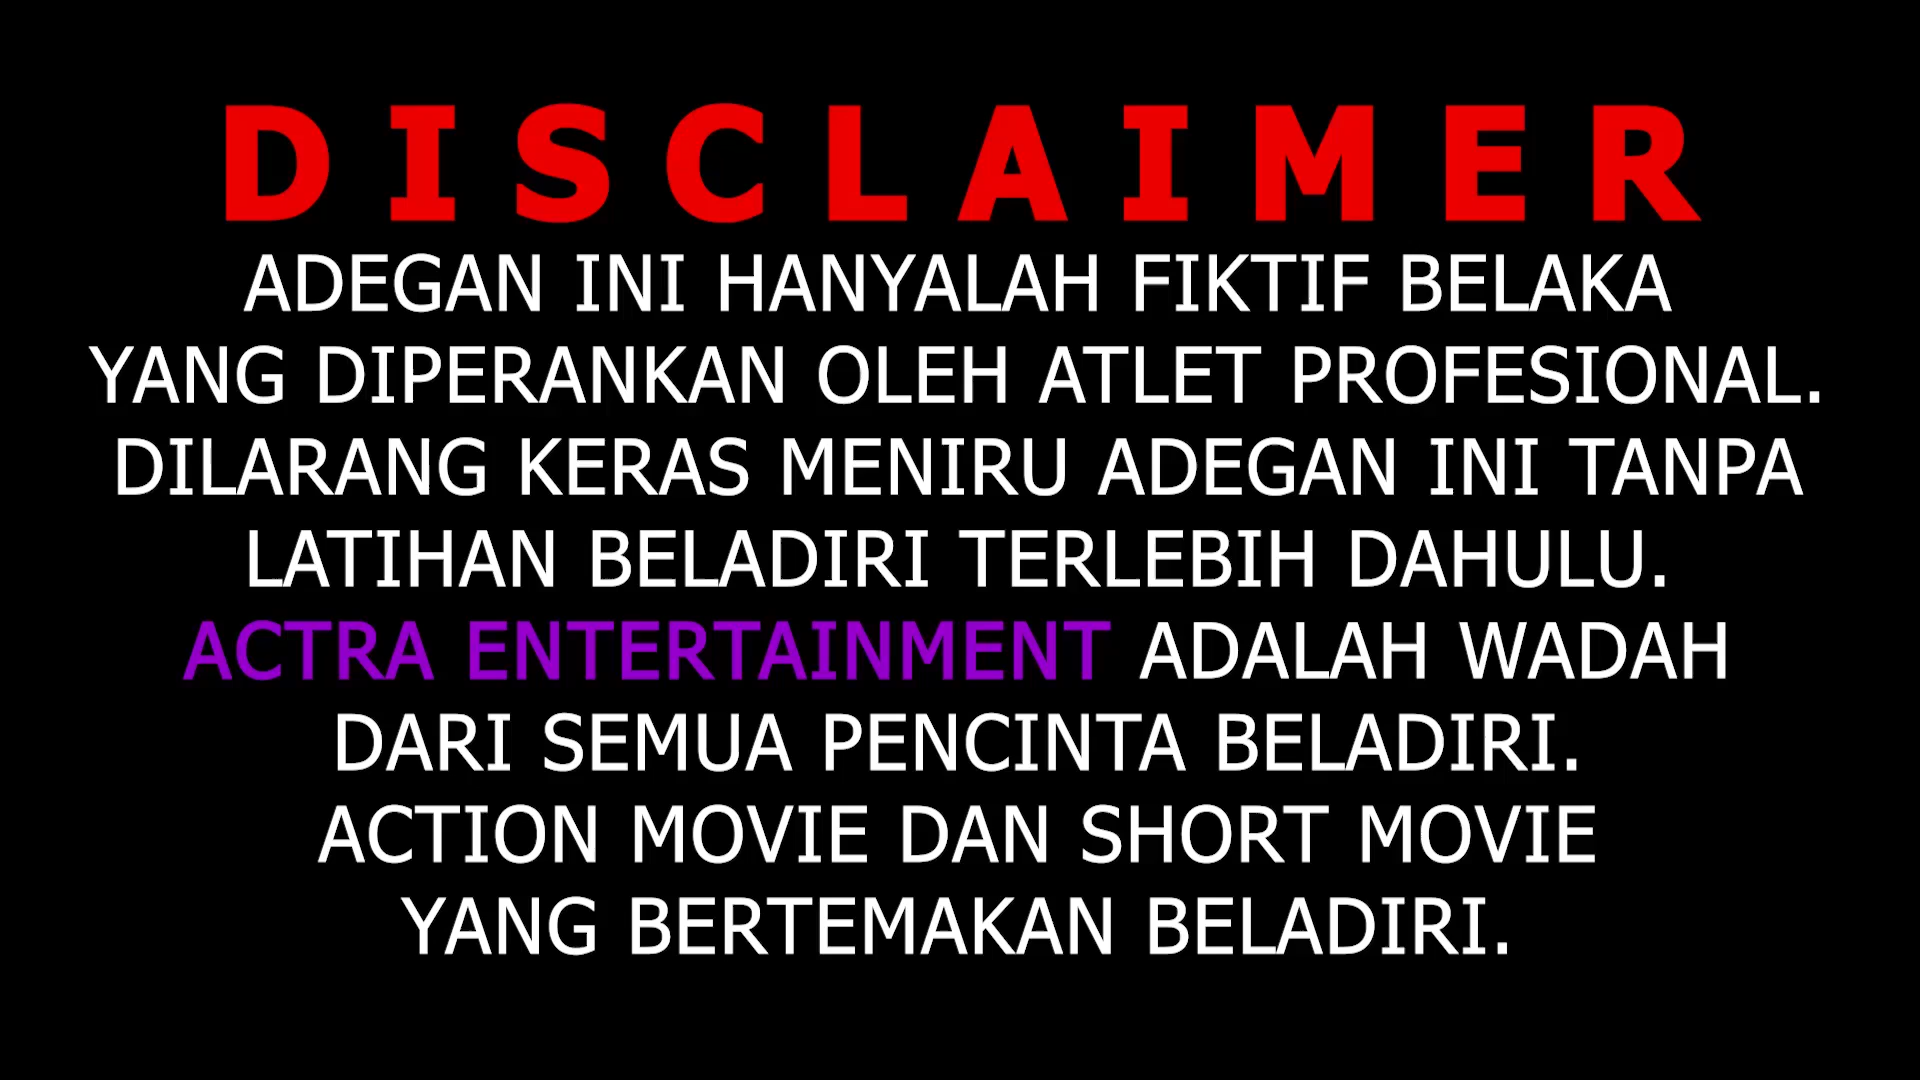 DISCLAIMER
ADEGAN INI HANYALAH FIKTIF BELAKA
YANG DIPERANKAN OLEH ATLET PROFESIONAL.
DILARANG KERAS MENIRU ADEGAN INI TANPA
LATIHAN BELADIRI TERLEBIH DAHULU.
ACTRA ENTERTAINMENT ADALAH WADAH
DARI SEMUA PENCINTA BELADIRI.
ACTION MOVIE DAN SHORT MOVIE
YANG BERTEMAKAN BELADIRI.